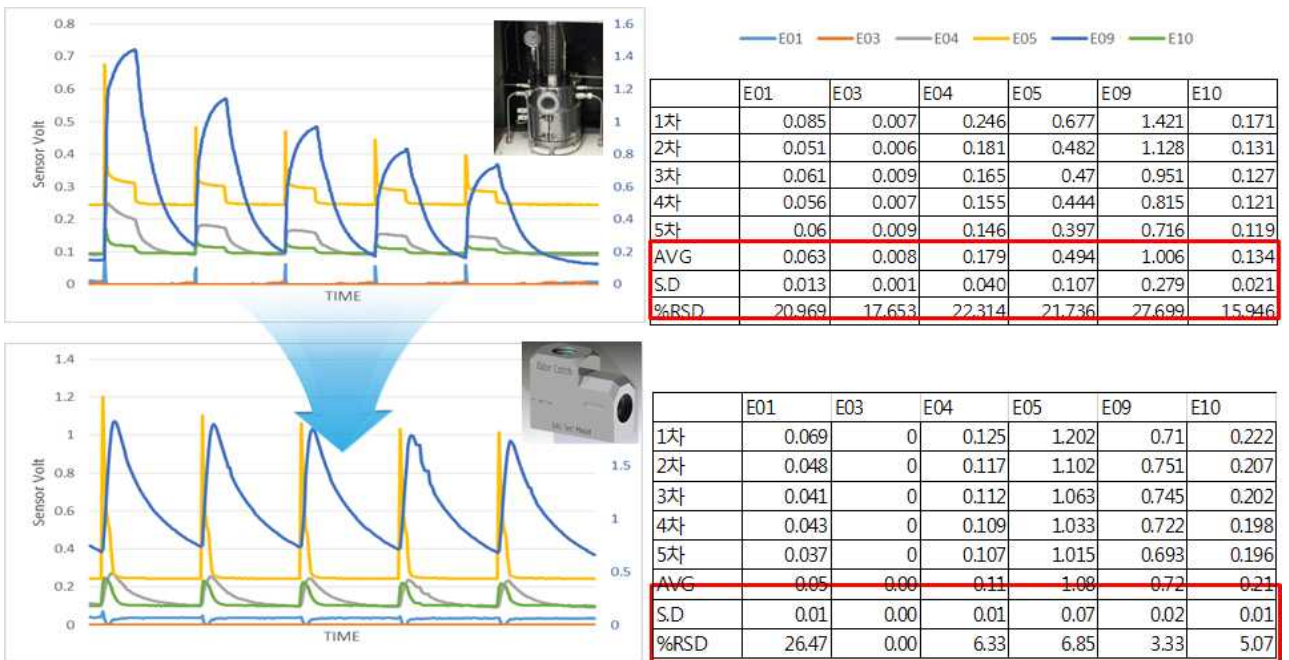 0.8
0.7
0.6
0.5
0.4
0.3
0.2
0.1
0
Sensor Volt
TIME
1.6
1.4
1.2
1
0.8
0.6
0.4
0.2
0
E01 E03 E04 E05 E09 E10
E01 E03 E04 E05 E09 E10
1차 0.085 0.007 0.246 0.677 1.421 0.171
2차 0.051 0.006 0.181 0.482 1.128 0.131
3차 0.061 0.009 0.165 0.47 0.951 0.127
4차 0.056 0.007 0.155 0.444 0.815 0.121
5차 0.06 0.009 0.146 0.397 0.716 0.119
AVG 0.063 0.008 0.179 0.494 1.006 0.134
S.D 0.013 0.001 0.040 0.107 0.279 0.021
%RSD 20.969 17.653 22.314 21.736 27.699 15.946
1.4
1.2
1
0.8
0.6
0.4
0.2
0
Sensor Volt
TIME
1.5
1
0.5
0
Odor Catch
E01 E03 E04 E05 E09 E10
1차 0.069 0 0.125 1.202 0.71 0.222
2차 0.048 0 0.117 1.102 0.751 0.207
3차 0.041 0 0.112 1.063 0.745 0.202
4차 0.043 0 0.109 1.033 0.722 0.198
5차 0.037 0 0.107 1.015 0.693 0.196
AVG 0.05 0.00 0.11 1.08 0.72 0.21
S.D 0.01 0.00 0.01 0.07 0.02 0.01
%RSD 26.47 0.00 6.33 6.85 3.33 5.07